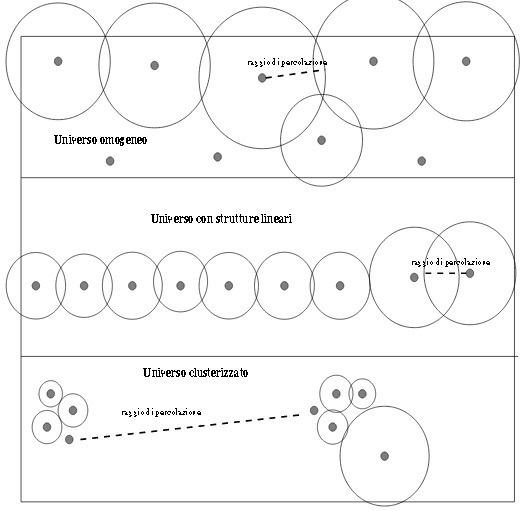 raggio di percolazione
Universo omogeneo
Universo con strutture lineari
raggio di percolazione
Universo clusterizzato
raggio di percolazione